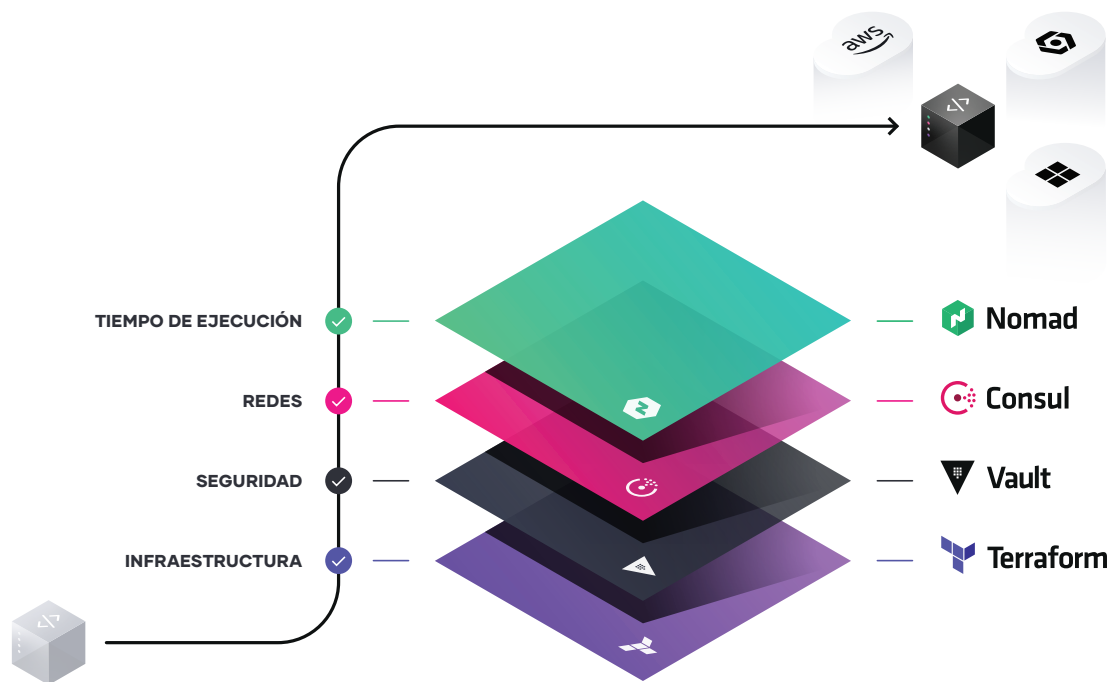 aws
</>
TIEMPO DE EJECUCIÓN
Nomad
REDES
Consul
SEGURIDAD
Vault
INFRAESTRUCTURA
Terraform
</>